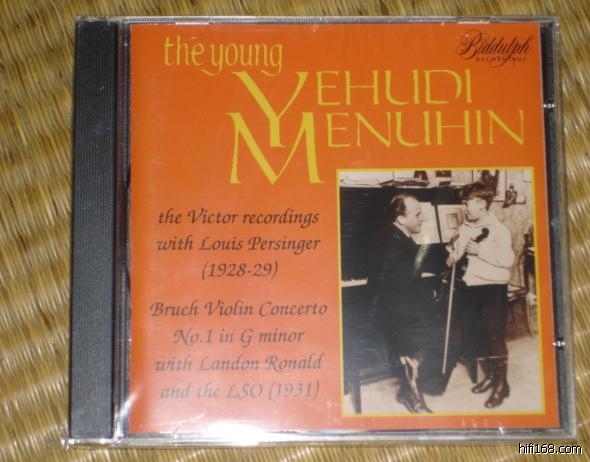 the young
YEHUDI
MENUHIN
Biddulph
RECORDINGS
the Victor recordings
with Louis Persinger
(1928-29)
Bruch Violin Concerto
No.1 in G minor
with Landon Ronald
and the LSO (1931)
hifi168.com